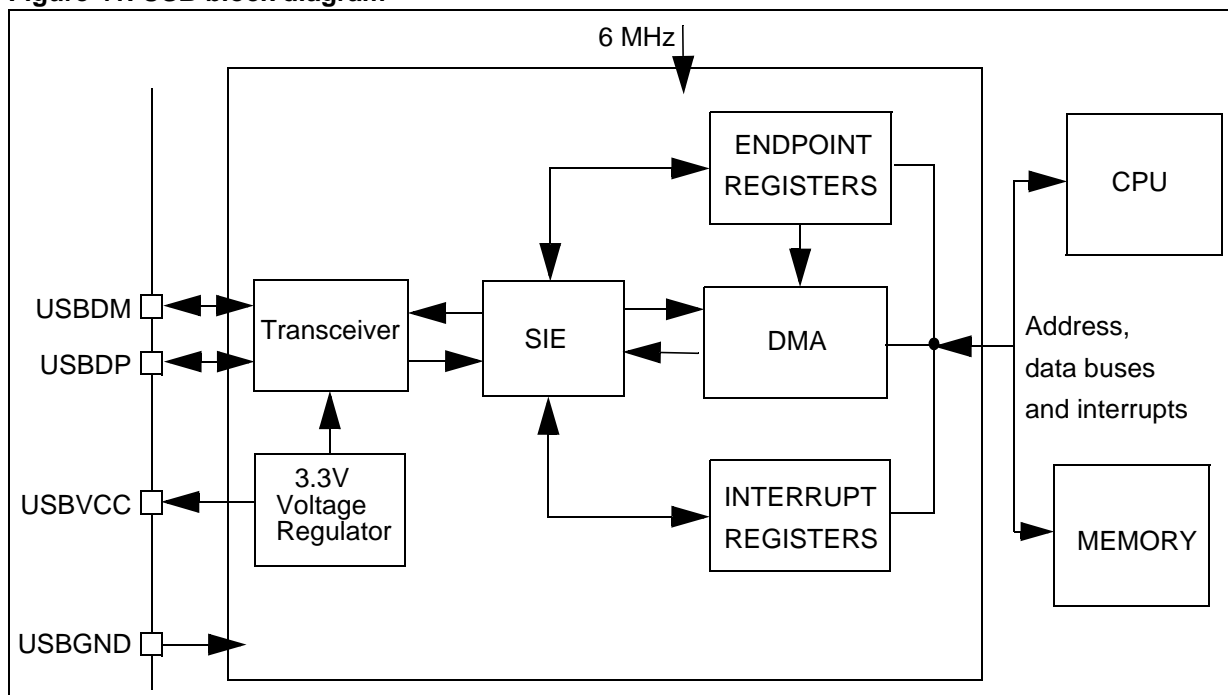 6 MHz
ENDPOINT
REGISTERS
CPU
USBDM
Transceiver
SIE
DMA
Address,
data buses
and interrupts
USBDP
3.3V
Voltage
Regulator
USBVCC
INTERRUPT
REGISTERS
MEMORY
USBGND